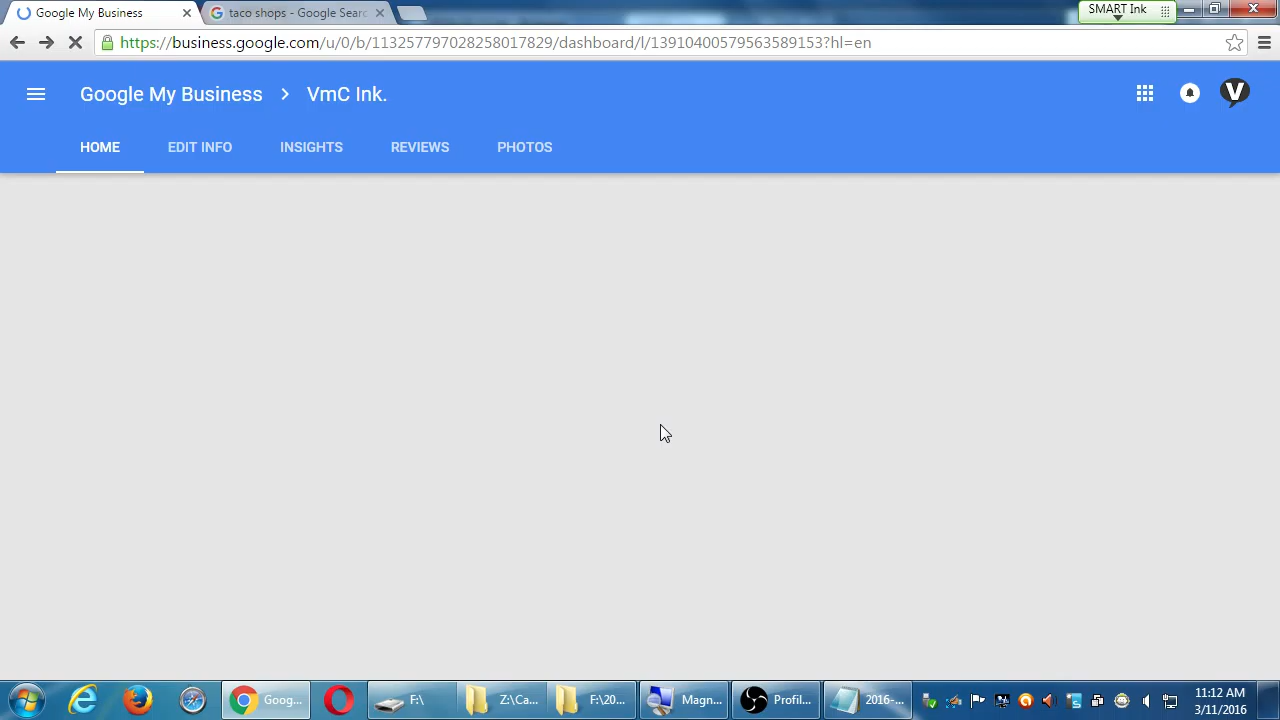 Google My Business
taco shops - Google Searc
SMART Ink
https://business.google.com/u/0/b/113257797028258017829/dashboard/l/13910400579563589153?hl=en
Google My Business > VmC Ink.
V
HOME EDIT INFO INSIGHTS REVIEWS PHOTOS
Goog...
F:\
Z:\Ca...
F:\20...
Magn...
Profil...
2016-...
11:12 AM
3/11/2016